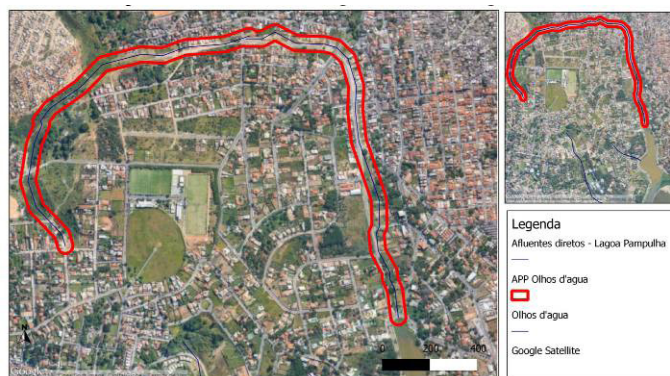 N
0 200 400
Legenda
Afluentes diretos - Lagoa Pampulha
APP Olhos d'agua
Olhos d'agua
Google Satellite